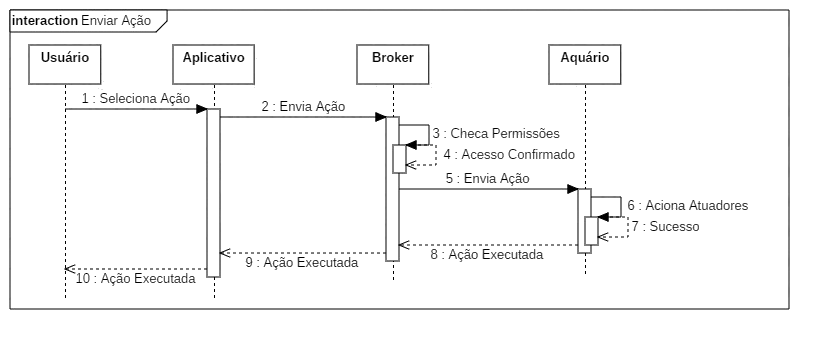 interaction Enviar Ação
Usuário
Aplicativo
Broker
Aquário
1 : Seleciona Ação
2 : Envia Ação
3 : Checa Permissões
4 : Acesso Confirmado
5 : Envia Ação
6 : Aciona Atuadores
7 : Sucesso
8 : Ação Executada
9 : Ação Executada
10 : Ação Executada